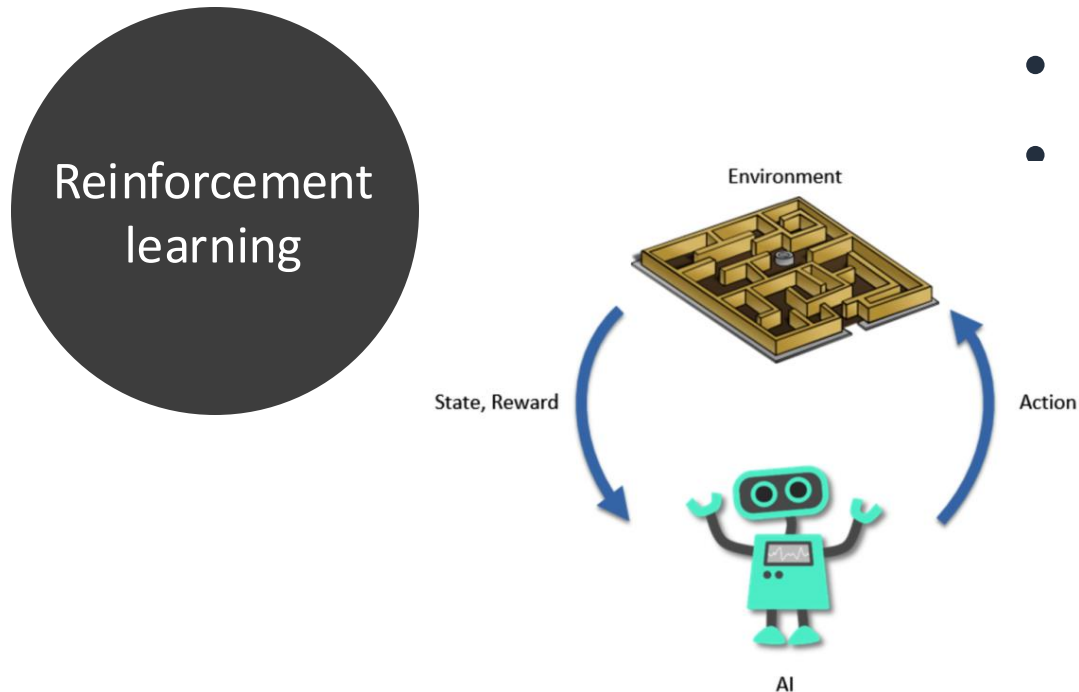 Reinforcement
learning
Environment
State, Reward
Action
AI